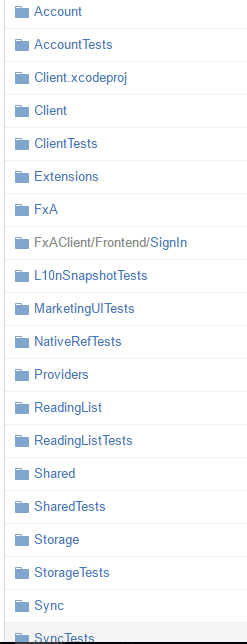 Account
AccountTests
Client.xcodeproj
Client
ClientTests
Extensions
FxA
FxAClient/Frontend/SignIn
L10nSnapshotTests
MarketingUITests
NativeRefTests
Providers
ReadingList
ReadingListTests
Shared
SharedTests
Storage
StorageTests
Sync
SyncTests